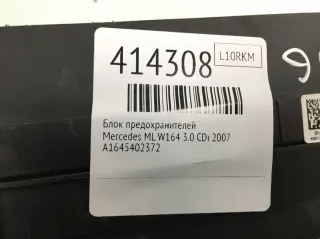 414308
L10RKM
Блок предохранителей
Mercedes ML W164 3.0 CDi 2007
A1645402372